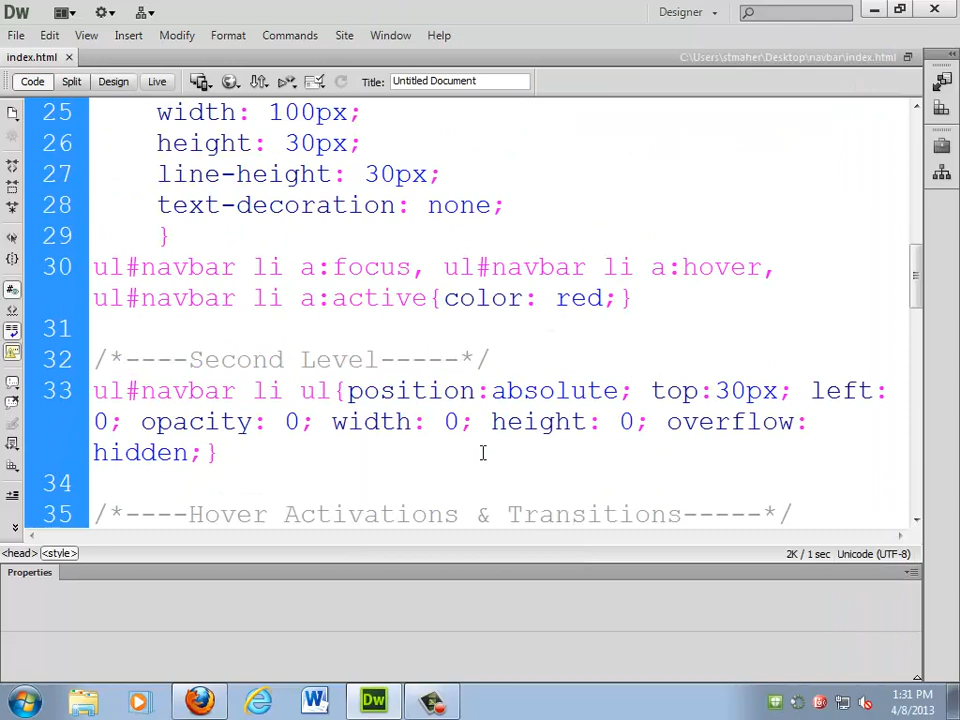 Dw
Designer
File Edit View Insert Modify Format Commands Site Window Help
index.html ×
C:\Users\stmaher\Desktop\navbar\index.html
Code Split Design Live Title: Untitled Document
25 width: 100px;
26 height: 30px;
27 line-height: 30px;
28 text-decoration: none;
29 }
30 ul#navbar li a:focus, ul#navbar li a:hover,
ul#navbar li a:active{color: red;}
31
32 /*----Second Level-----*/
33 ul#navbar li ul{position:absolute; top:30px; left:
0; opacity: 0; width: 0; height: 0; overflow:
hidden;}
34
35 /*----Hover Activations & Transitions-----*/
<head> <style>
2K / 1 sec Unicode (UTF-8)
Properties
W
Dw
1:31 PM
4/8/2013